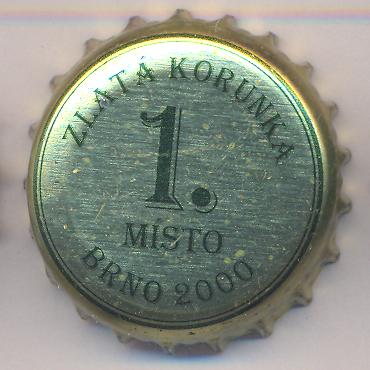 ZLATÁ KORUNKA
1.
MÍSTO
BRNO 2000